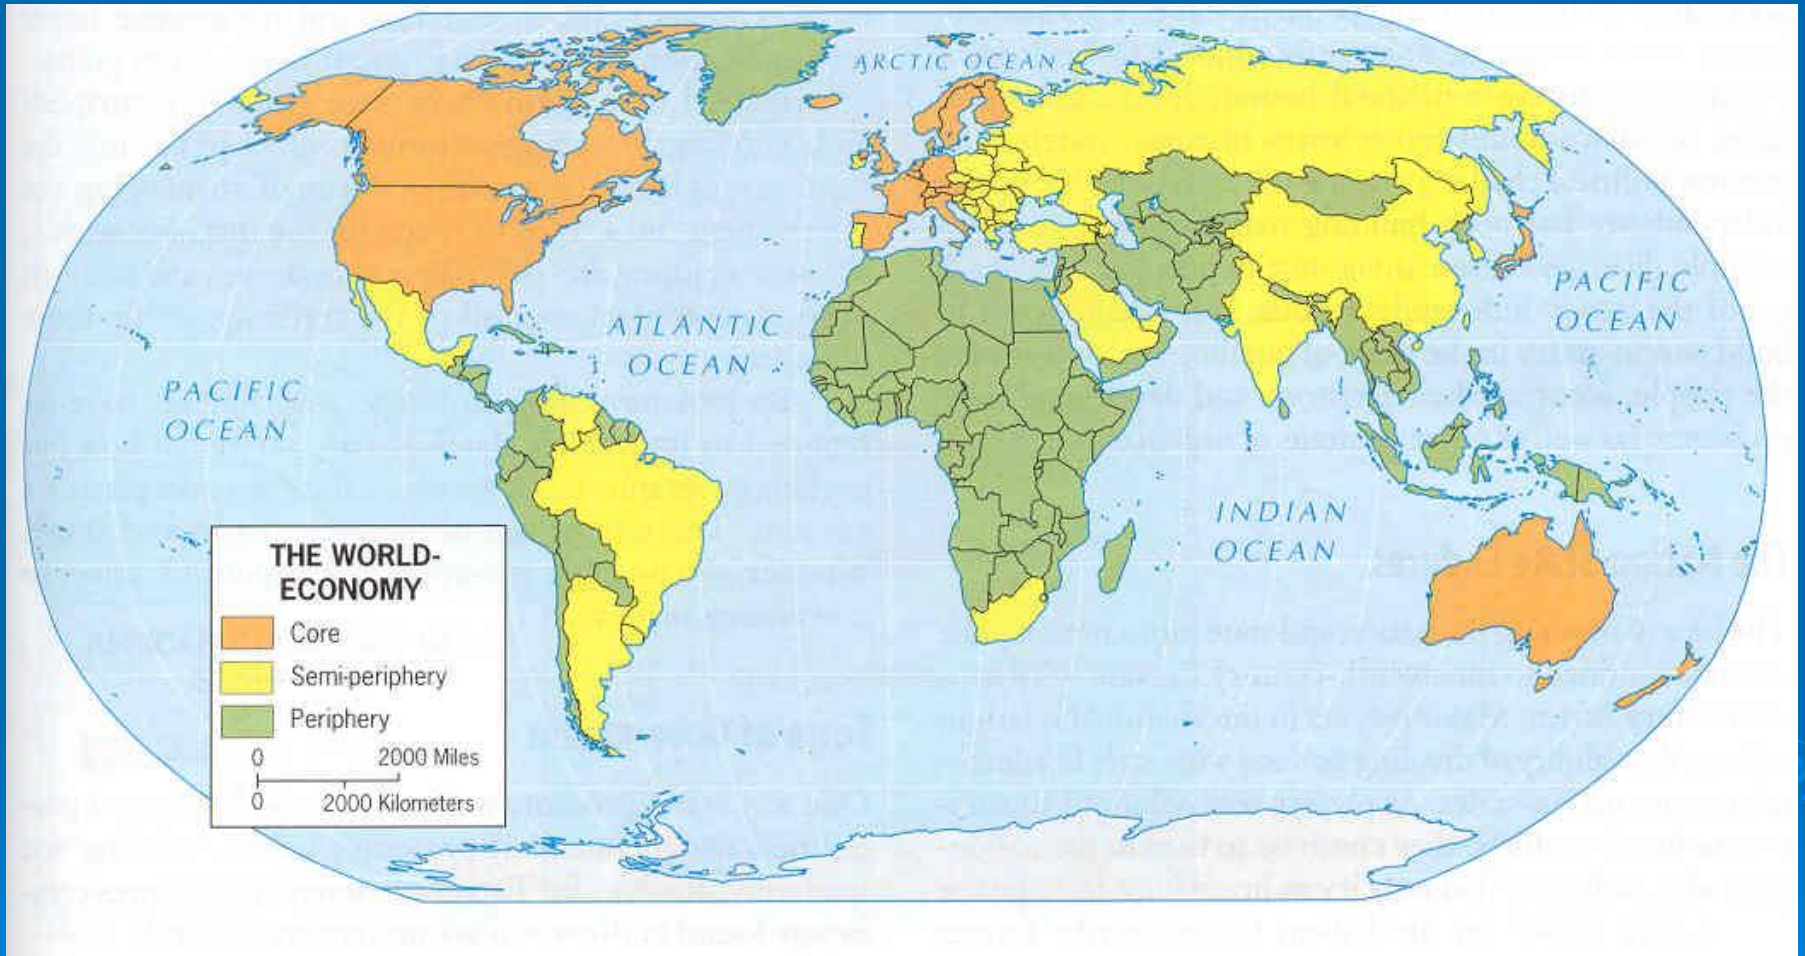 ARCTIC OCEAN
ATLANTIC
OCEAN
PACIFIC
OCEAN
PACIFIC
OCEAN
INDIAN
OCEAN
THE WORLD-
ECONOMY
Core
Semi-periphery
Periphery
0 2000 Miles
0 2000 Kilometers